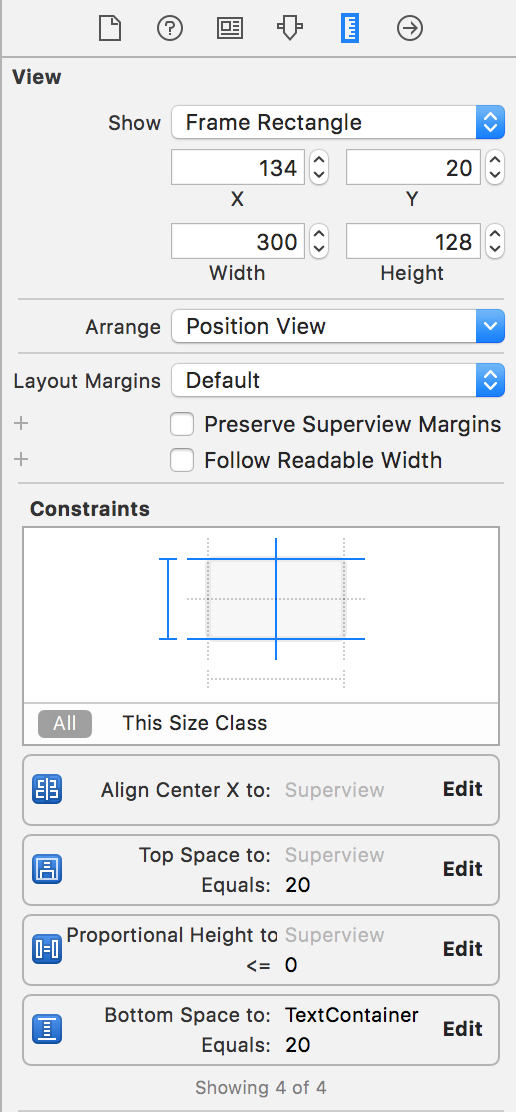 View
Show Frame Rectangle
134 20
X Y
300 128
Width Height
Arrange Position View
Layout Margins Default
+ Preserve Superview Margins
+ Follow Readable Width
Constraints
All This Size Class
Align Center X to: Superview Edit
Top Space to: Superview
Equals: 20 Edit
Proportional Height to Superview
<= 0 Edit
Bottom Space to: TextContainer
Equals: 20 Edit
Showing 4 of 4